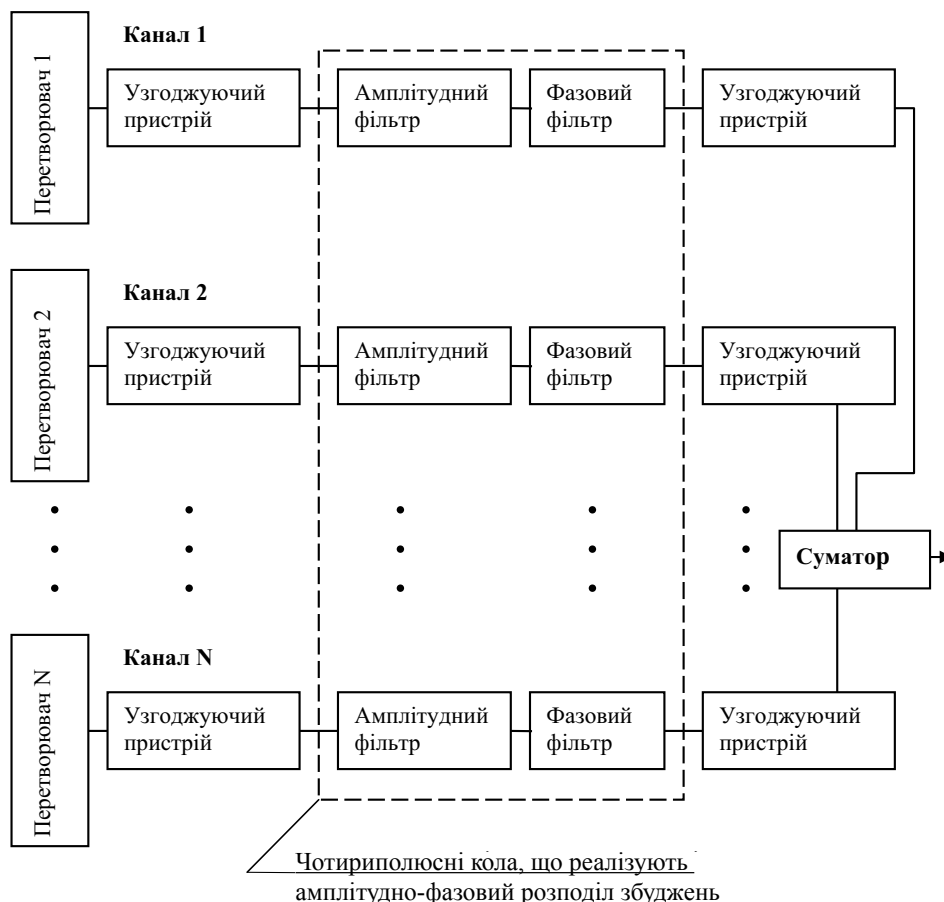 Канал 1
Перетворювач 1
Узгоджуючий
пристрій
Амплітудний
фільтр
Фазовий
фільтр
Узгоджуючий
пристрій
Канал 2
Перетворювач 2
Узгоджуючий
пристрій
Амплітудний
фільтр
Фазовий
фільтр
Узгоджуючий
пристрій
Суматор
Канал N
Перетворювач N
Узгоджуючий
пристрій
Амплітудний
фільтр
Фазовий
фільтр
Узгоджуючий
пристрій
Чотириполюсні кола, що реалізують
амплітудно-фазовий розподіл збуджень